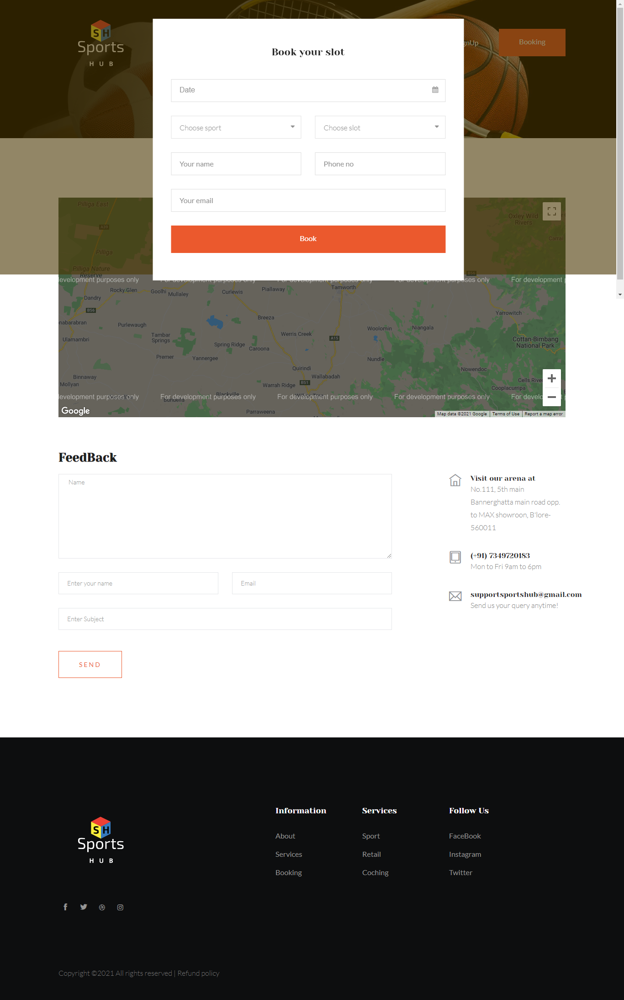 SH
Sports
HUB
gnUp
Booking
Book your slot
Date
Choose sport
Choose slot
Your name
Phone no
Your email
Book
Pilliga East
A39
Pilliga
Pilliga Nature
Reserve
Oxley Wild
Rivers
Carrai
B56
development purposes only
For development purposes only
For development purposes only
For development purposes only
For development p
Rocky Glen
Goolhi
Mullaley
Curlewis
Piallaway
Tamworth
Dandry
B56
nabarabran
Purlewaugh
Breeza
Yarrowitch
Ulamambri
Tambar
Springs
Werris Creek
A15
Woolomin
Niangala
Spring Ridge
Caroona
Cottan-Bimbang
National Park
Premer
Yannergee
Nundle
Quirindi
Nowendoc
Binnaway
Wallabadah
Mollyan
Warrah Ridge
B51
Cells River
Cooplacurripa
Blackville
development purposes only
For development purposes only
For development purposes only
For development purposes only
For develo
Bundella
Parraweena
Google
Map data ©2021 Google
Terms of Use
Report a map error
FeedBack
Name
Enter your name
Email
Enter Subject
SEND
Visit our arena at
No.111, 5th main
Bannerghatta main road opp.
to MAX showroon, B'lore-
560011
(+91) 7349720183
Mon to Fri 9am to 6pm
supportsportshub@gmail.com
Send us your query anytime!
SH
Sports
HUB
Information
About
Services
Booking
Services
Sport
Retail
Coching
Follow Us
FaceBook
Instagram
Twitter
Copyright ©2021 All rights reserved | Refund policy